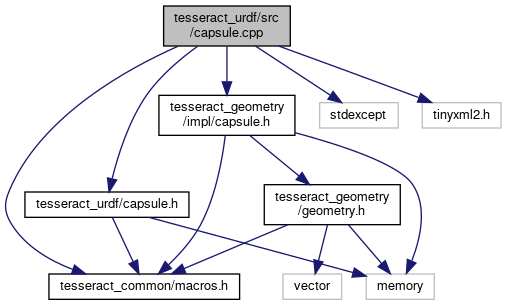 tesseract_urdf/src
/capsule.cpp
tesseract_geometry
/impl/capsule.h
stdexcept
tinyxml2.h
tesseract_urdf/capsule.h
tesseract_geometry
/geometry.h
tesseract_common/macros.h
vector
memory